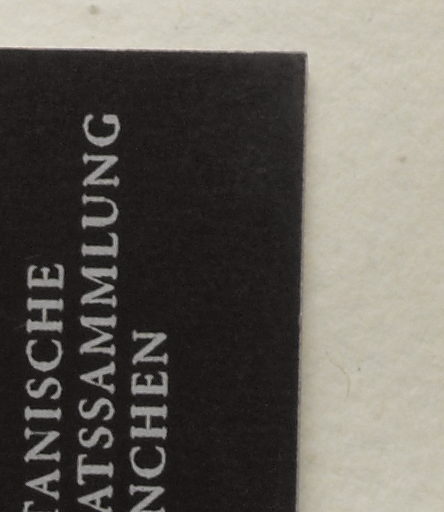 TANISCHE
ATSSAMMLUNG
NCHEN